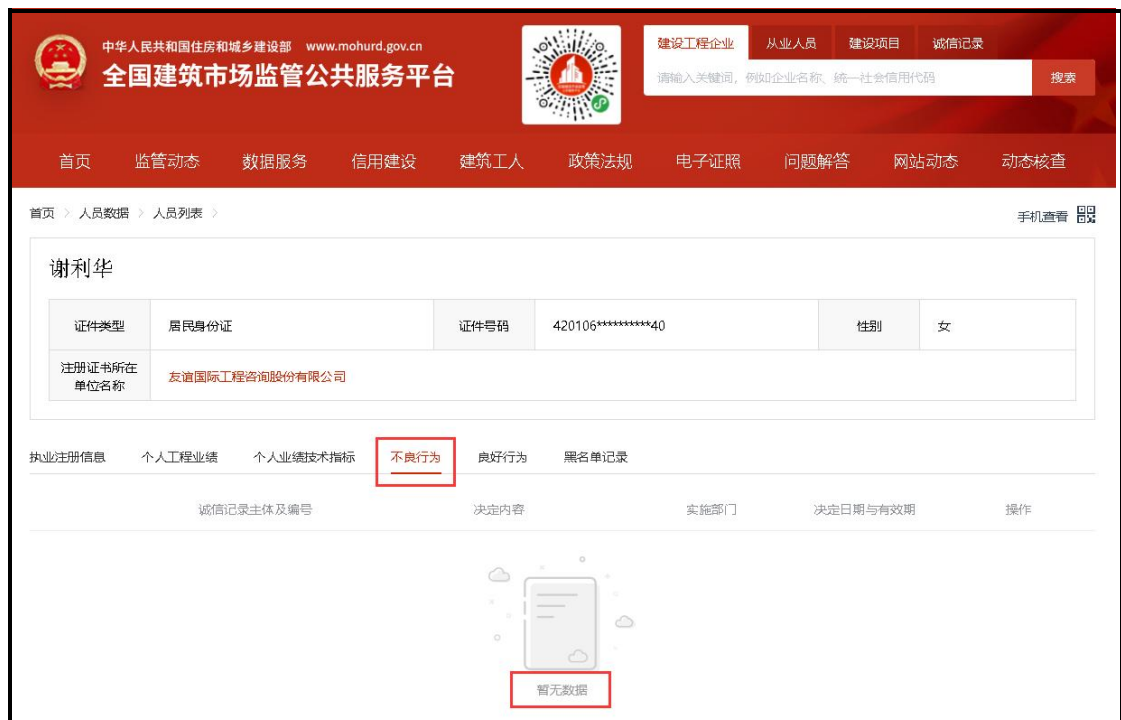 中华人民共和国住房和城乡建设部 www.mohurd.gov.cn
全国建筑市场监管公共服务平台
建设工程企业 从业人员 建设项目 诚信记录
请输入关键词，例如企业名称、统一社会信用代码 搜索
首页 监管动态 数据服务 信用建设 建筑工人 政策法规 电子证照 问题解答 网站动态 动态核查
首页 > 人员数据 > 人员列表 >
手机查看
谢利华
证件类型 居民身份证 证件号码 420106**********40 性别 女
注册证书所在
单位名称
友谊国际工程咨询股份有限公司
执业注册信息 个人工程业绩 个人业绩技术指标 不良行为 良好行为 黑名单记录
诚信记录主体及编号 决定内容 实施部门 决定日期与有效期 操作
暂无数据